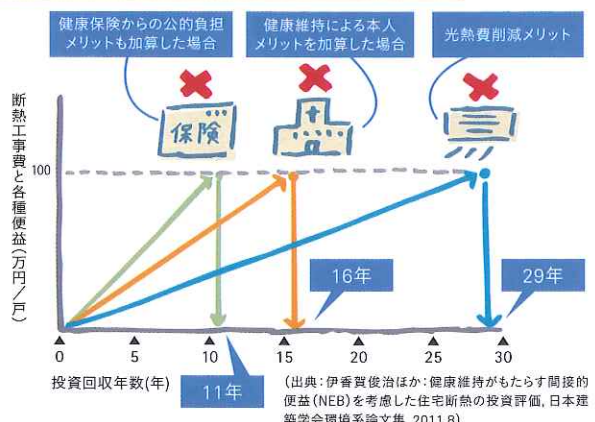 健康保険からの公的負担
メリットも加算した場合
健康維持による本人
メリットを加算した場合
光熱費削減メリット
保険
断熱工事費と各種便益(万円/戸)
100
16年
29年
0
5
10
15
20
25
30
投資回収年数(年)
11年
(出典:伊香賀俊治ほか:健康維持がもたらす間接的
便益(NEB)を考慮した住宅断熱の投資評価, 日本建
築学会環境系論文集, 2011.8)